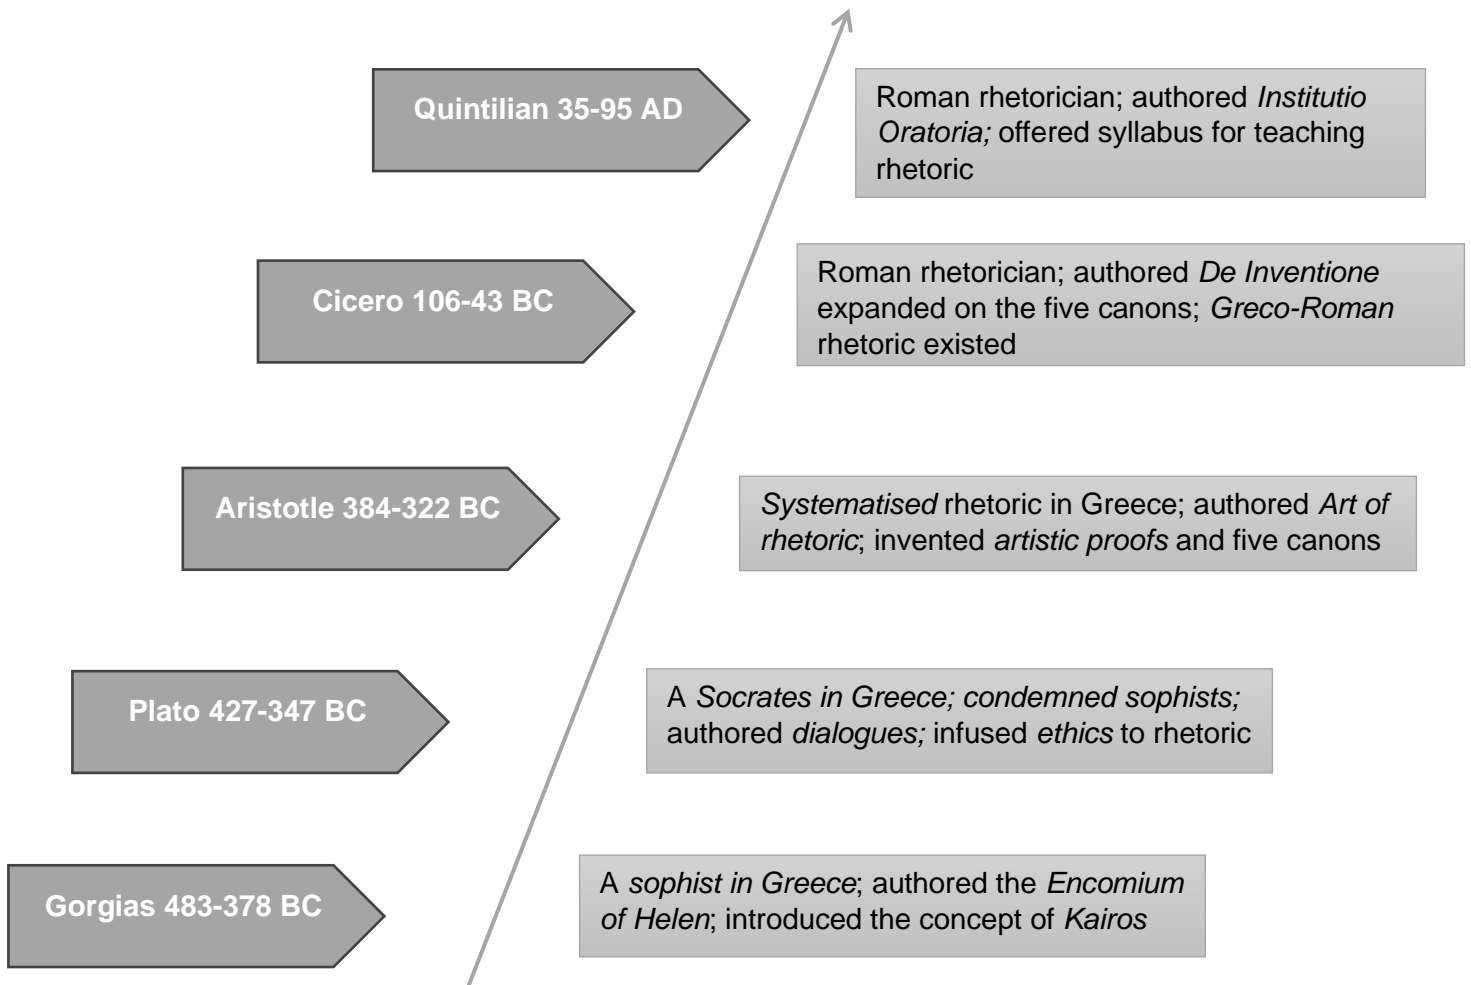 Quintilian 35-95 AD
Roman rhetorician; authored Institutio
Oratoria; offered syllabus for teaching
rhetoric
Cicero 106-43 BC
Roman rhetorician; authored De Inventione
expanded on the five canons; Greco-Roman
rhetoric existed
Aristotle 384-322 BC
Systematised rhetoric in Greece; authored Art of
rhetoric; invented artistic proofs and five canons
Plato 427-347 BC
A Socrates in Greece; condemned sophists;
authored dialogues; infused ethics to rhetoric
Gorgias 483-378 BC
A sophist in Greece; authored the Encomium
of Helen; introduced the concept of Kairos